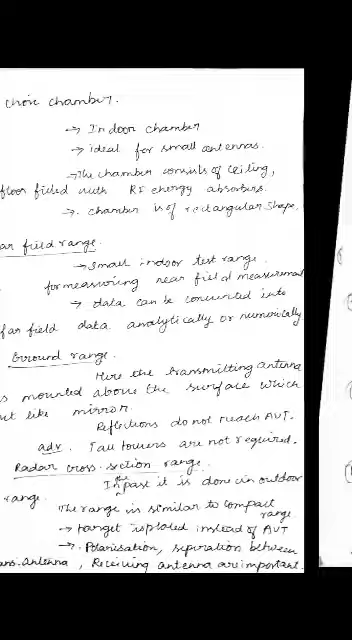 choic chamber.
→ Indoor chamber
→ ideal for small antennas.
→ The chamber consists of ceiling,
floor filled with RF energy absorbers.
→ chamber is of rectangular shape.
ar field range.
→ Small indoor test range
for measuring near field measurement
→ data can be converted into
far field data analytically or numerically
Ground range.
Here the transmitting antenna
s mounted above the surface which
like mirror.
Reflections do not reach AUT.
adv. Tall towers are not required.
Radar cross-section range.
In the past it is done in outdoor
range.
The range is similar to compact
range
→ target is placed instead of AUT
→ Polarisation, separation between
ans. antenna, Receiving antenna are important.